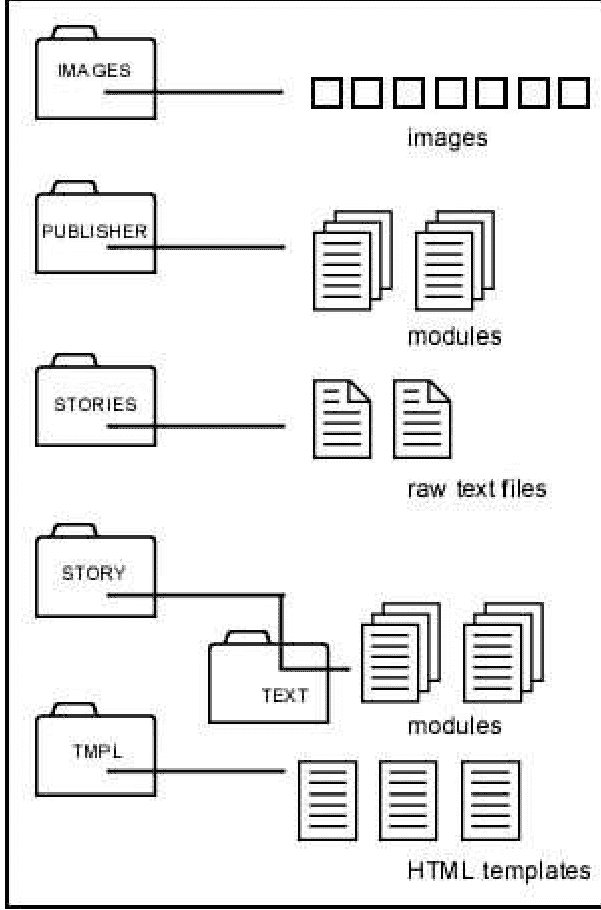 IMAGES
images
PUBLISHER
modules
STORIES
raw text files
STORY
TEXT
modules
TMPL
HTML templates